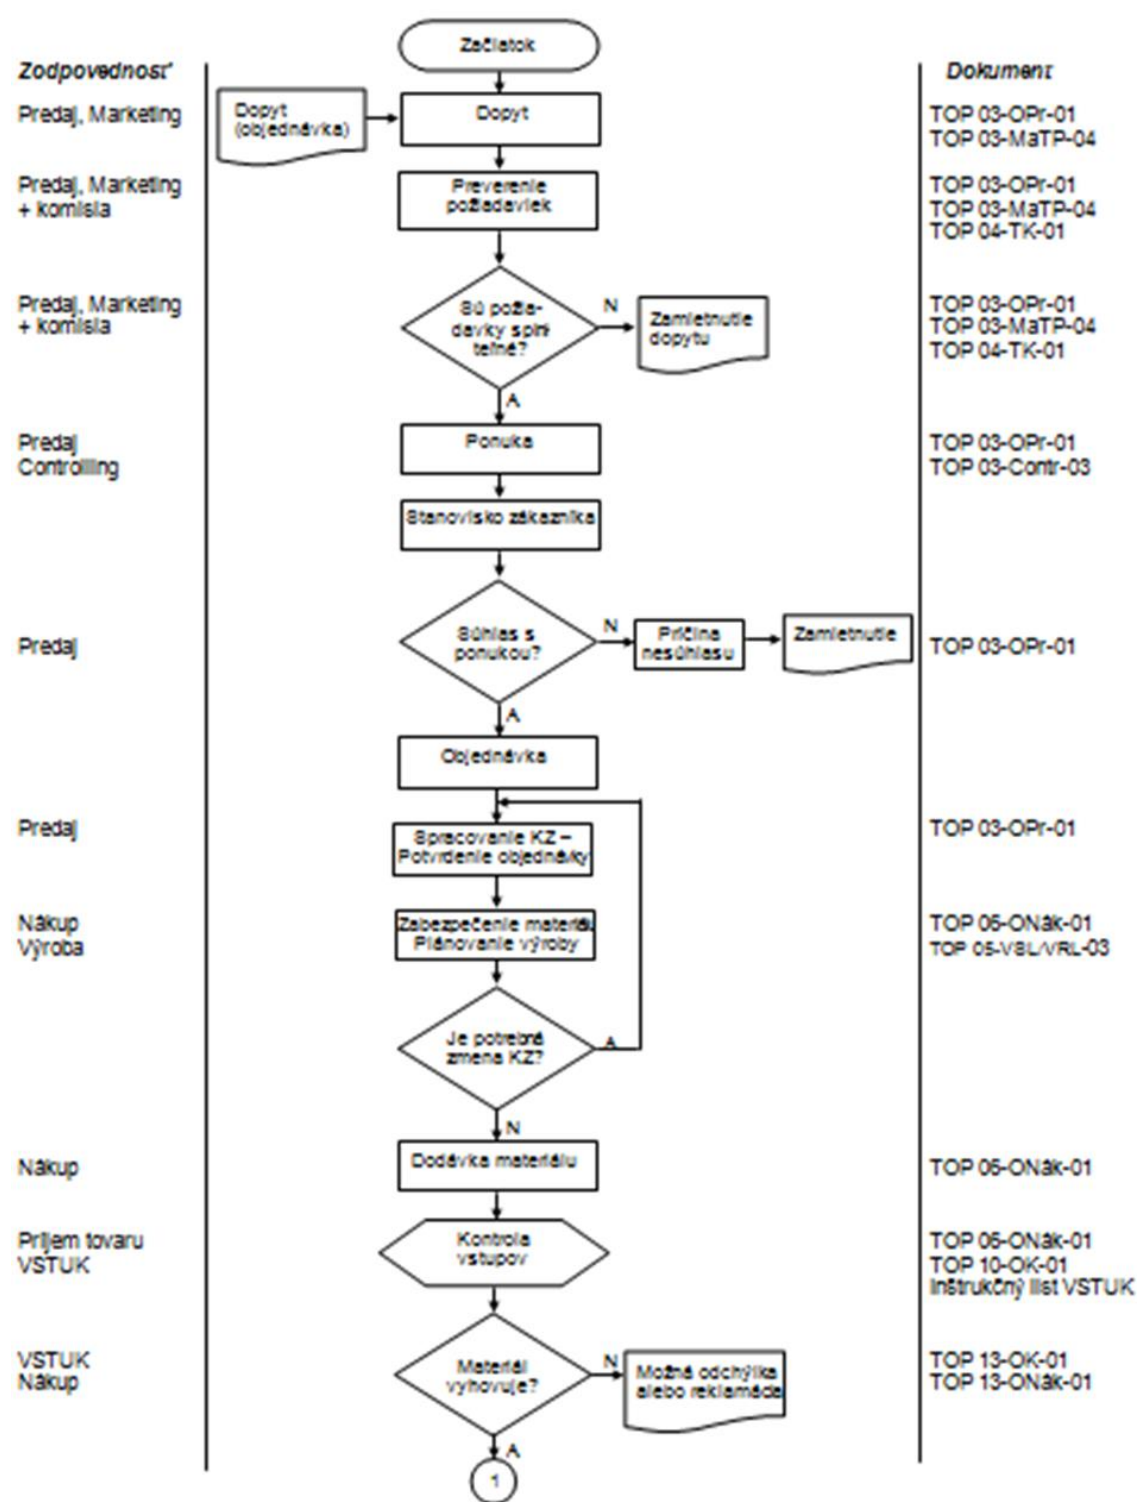 Začiatok
Zodpovednosť
Dokument
Predaj, Marketing
Dopyt
(objednávka)
Dopyt
TOP 03-OPr-01
TOP 03-MaTP-04
Predaj, Marketing
+ komisia
Preverenie
požiadaviek
TOP 03-OPr-01
TOP 03-MaTP-04
TOP 04-TK-01
Predaj, Marketing
+ komisia
Sú požia-
davky splni
teľné?
N
Zamietnutie
dopytu
TOP 03-OPr-01
TOP 03-MaTP-04
TOP 04-TK-01
A
Predaj
Controlling
Ponuka
TOP 03-OPr-01
TOP 03-Contr-03
Stanovisko zákazníka
Predaj
Súhlas s
ponukou?
N
Príčina
nesúhlasu
Zamietnutie
TOP 03-OPr-01
A
Objednávka
Predaj
Spracovanie KZ –
Potvrdenie objednávky
TOP 03-OPr-01
Nákup
Výroba
Zabezpečenie materiálu
Plánovanie výroby
TOP 06-ONák-01
TOP 05-VSL/VRL-03
Je potrebná
zmena KZ?
A
N
Nákup
Dodávka materiálu
TOP 06-ONák-01
Príjem tovaru
VSTUK
Kontrola
vstupov
TOP 06-ONák-01
TOP 10-OK-01
Inštrukčný list VSTUK
VSTUK
Nákup
Materiál
vyhovuje?
N
Možná odchýlka
alebo reklamáda
TOP 13-OK-01
TOP 13-ONák-01
A
1